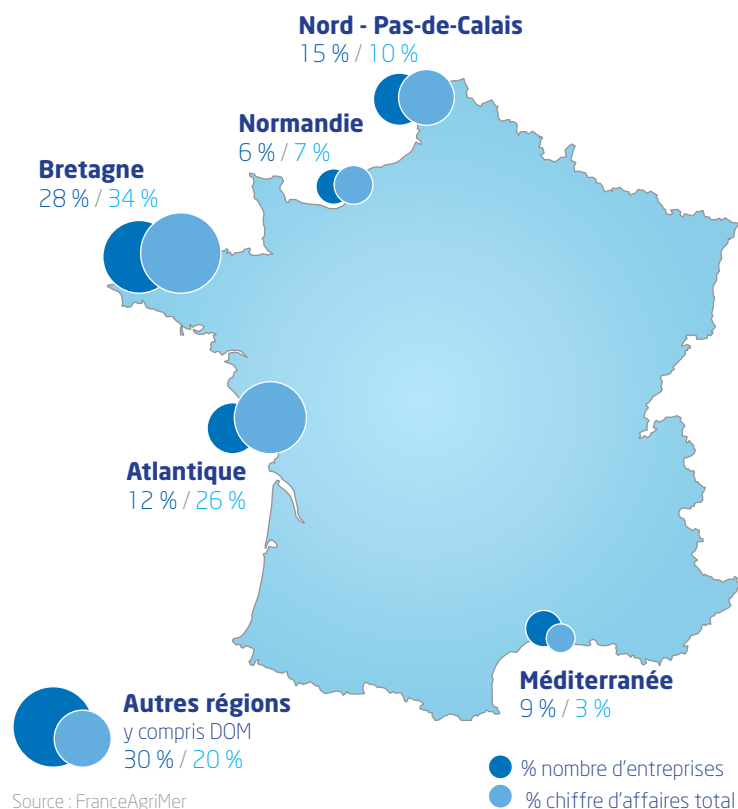 Nord - Pas-de-Calais
15 % / 10 %
Normandie
6 % / 7 %
Bretagne
28 % / 34 %
Atlantique
12 % / 26 %
Méditerranée
9 % / 3 %
Autres régions
y compris DOM
30 % / 20 %
% nombre d'entreprises
% chiffre d'affaires total
Source : FranceAgriMer